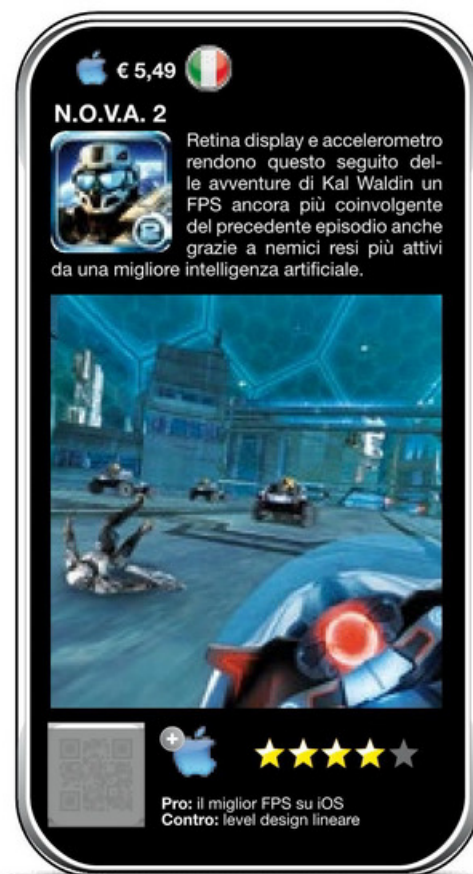 € 5,49
N.O.V.A. 2
Retina display e accelerometro
rendono questo seguito del-
le avventure di Kal Waldin un
FPS ancora più coinvolgente
del precedente episodio anche
grazie a nemici resi più attivi
da una migliore intelligenza artificiale.
2
Pro: il miglior FPS su iOS
Contro: level design lineare